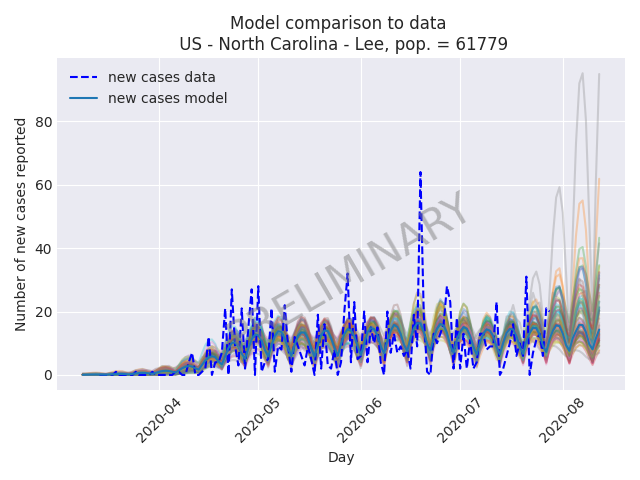 Model comparison to data
US - North Carolina - Lee, pop. = 61779
new cases data
new cases model
PRELIMINARY
Number of new cases reported
80
60
40
20
0
2020-04
2020-05
2020-06
2020-07
2020-08
Day